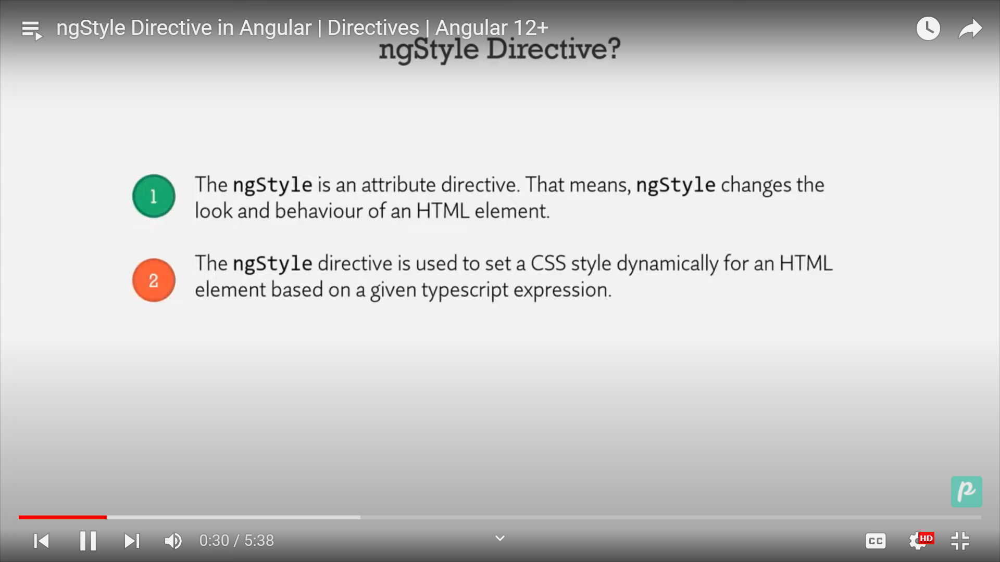 ngStyle Directive in Angular | Directives | Angular 12+
ngStyle Directive?
1
The ngStyle is an attribute directive. That means, ngStyle changes the
look and behaviour of an HTML element.
2
The ngStyle directive is used to set a CSS style dynamically for an HTML
element based on a given typescript expression.
p
0:30 / 5:38
CC
HD